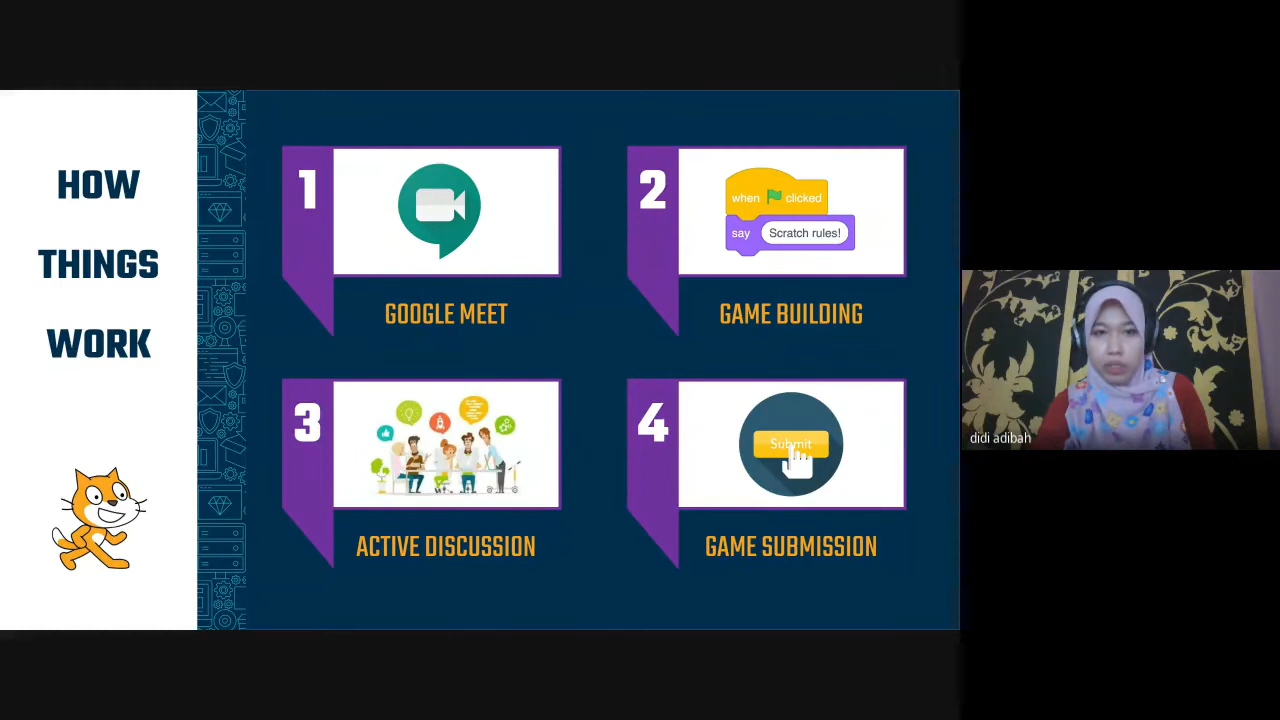 HOW
THINGS
WORK
1
GOOGLE MEET
2
when clicked
say Scratch rules!
GAME BUILDING
3
ACTIVE DISCUSSION
4
Submit
GAME SUBMISSION
didi adibah